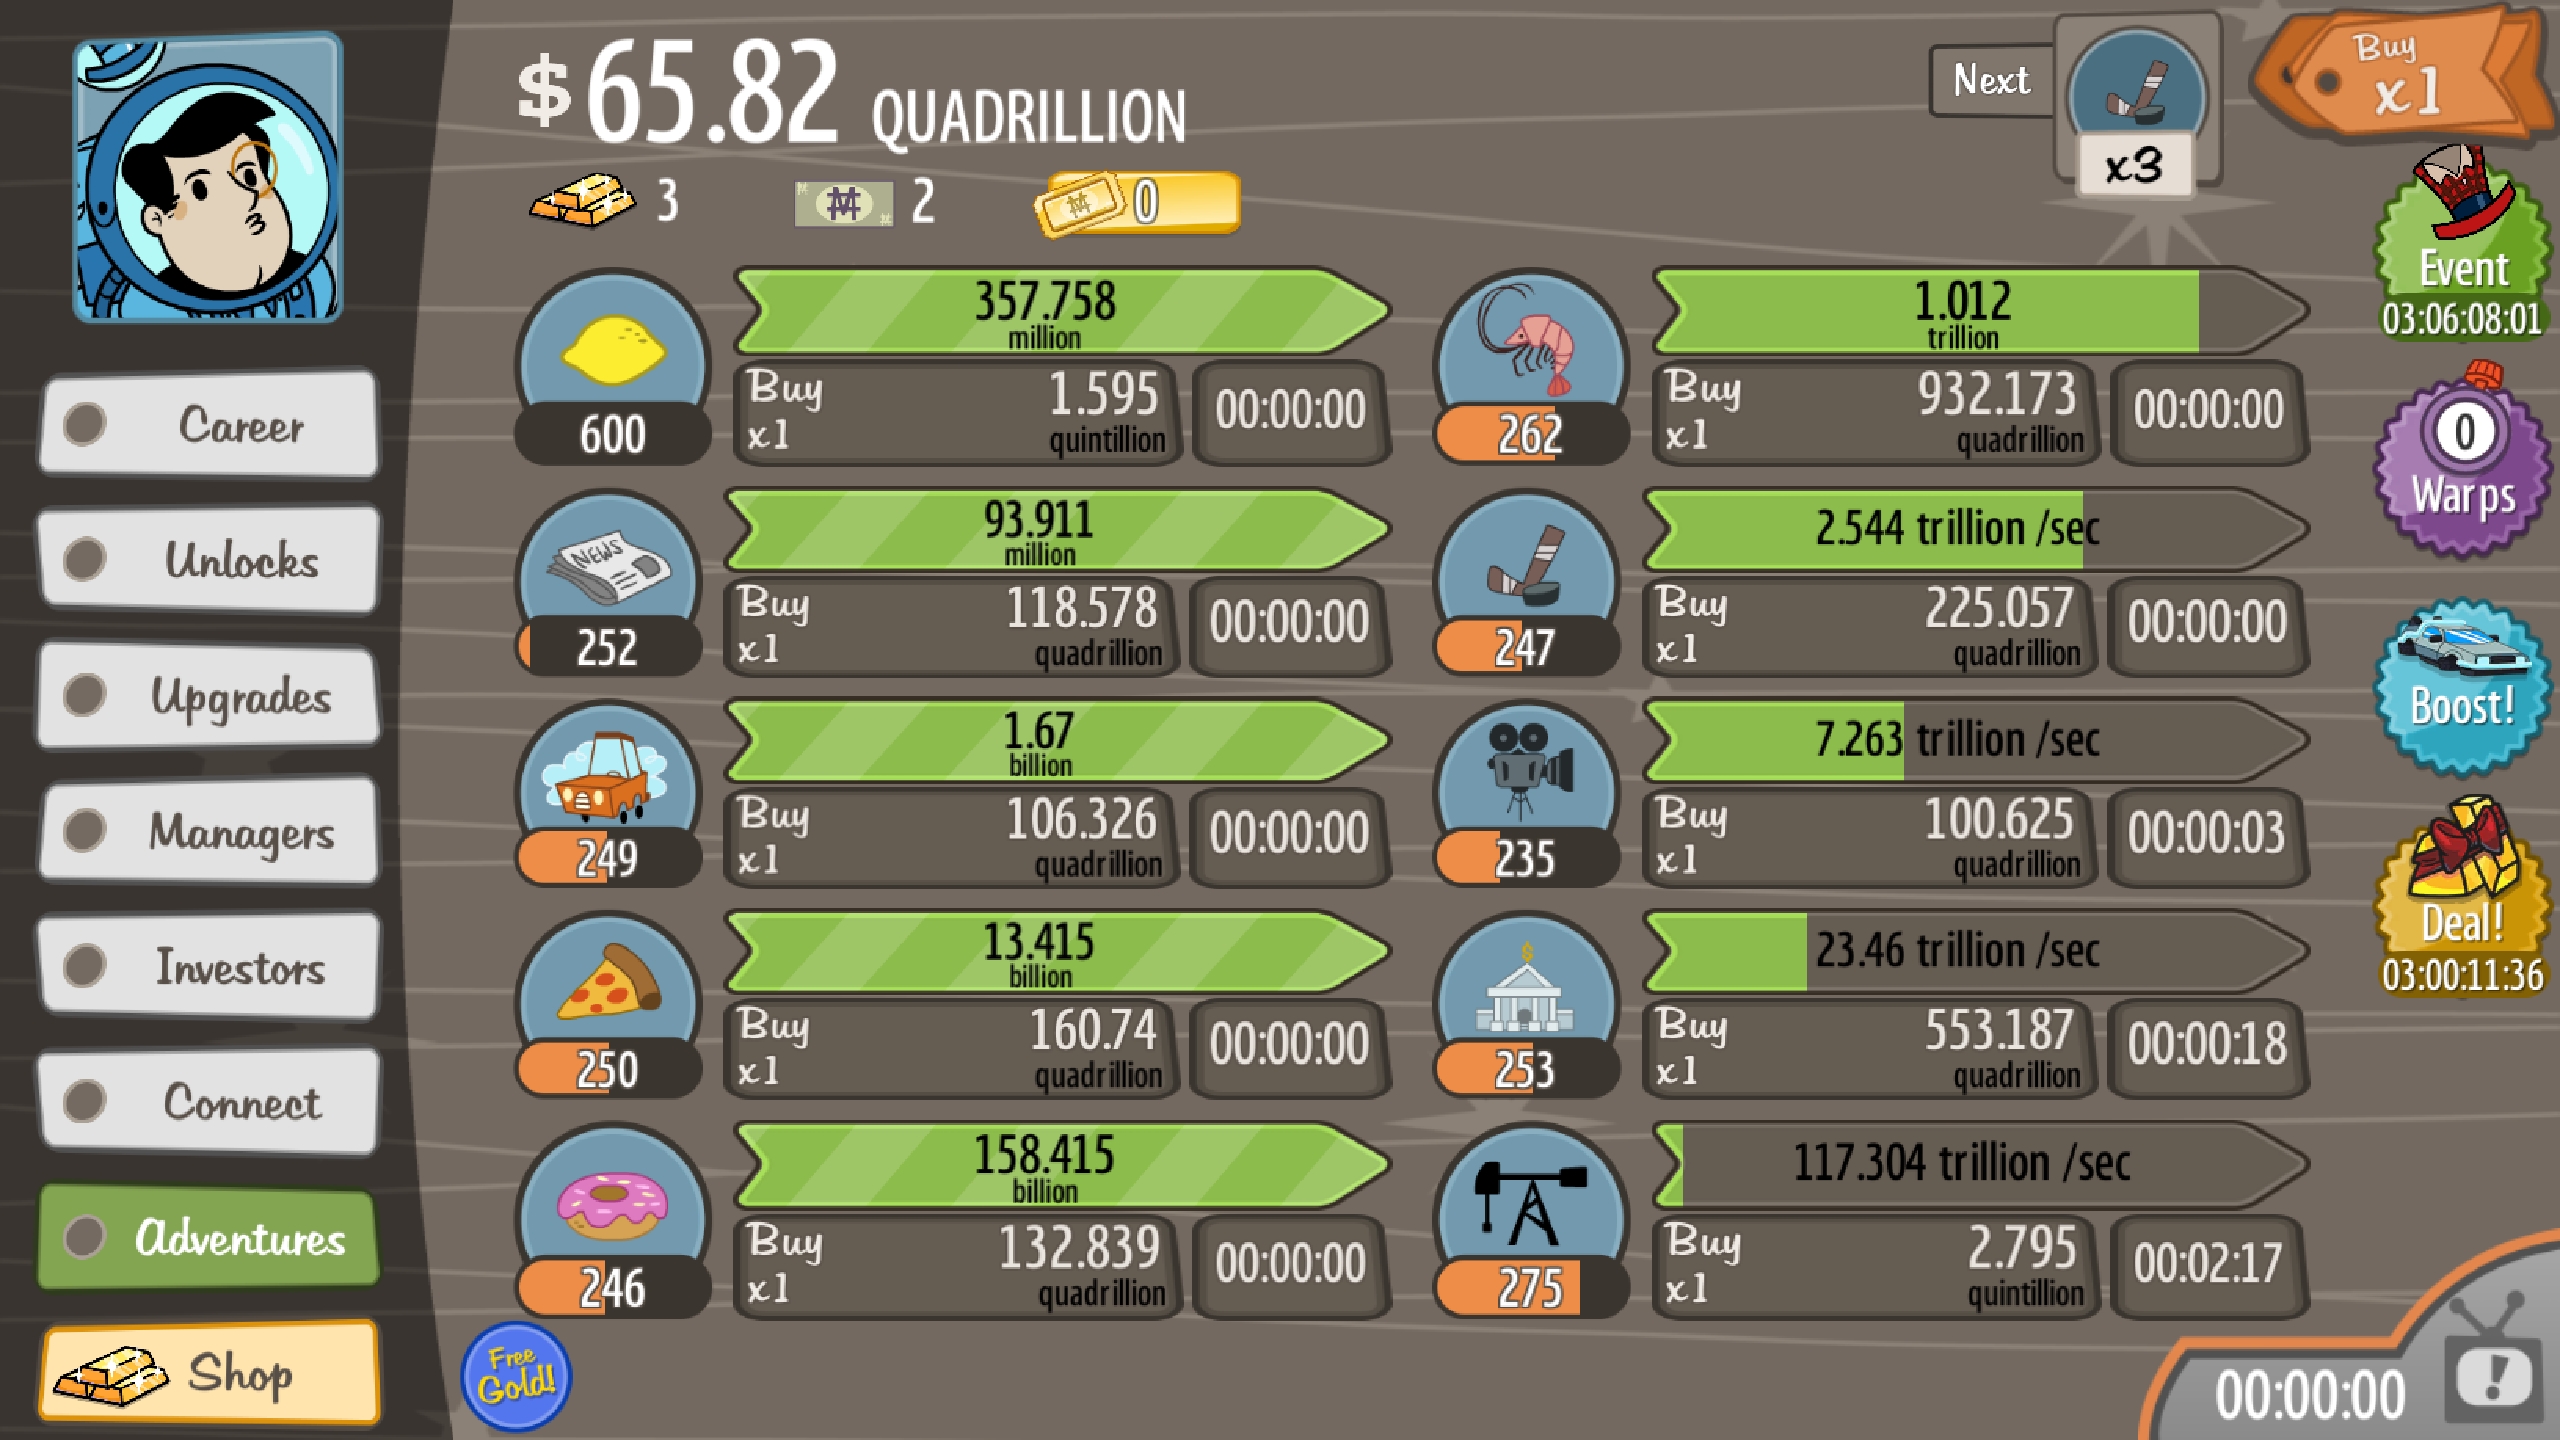 $65.82 QUADRILLION
3
2
0
Next
x3
Buy
x1
Event
03:06:08:01
0
Warps
Boost!
Deal!
03:00:11:36
Career
Unlocks
Upgrades
Managers
Investors
Connect
Adventures
Shop
357.758
million
600
Buy
x1
1.595
quintillion
00:00:00
NEWS
93.911
million
252
Buy
x1
118.578
quadrillion
00:00:00
1.67
billion
249
Buy
x1
106.326
quadrillion
00:00:00
13.415
billion
250
Buy
x1
160.74
quadrillion
00:00:00
158.415
billion
246
Buy
x1
132.839
quadrillion
00:00:00
1.012
trillion
262
Buy
x1
932.173
quadrillion
00:00:00
2.544 trillion /sec
247
Buy
x1
225.057
quadrillion
00:00:00
7.263 trillion /sec
235
Buy
x1
100.625
quadrillion
00:00:03
23.46 trillion /sec
253
Buy
x1
553.187
quadrillion
00:00:18
117.304 trillion /sec
275
Buy
x1
2.795
quintillion
00:02:17
Free
Gold!
00:00:00
!